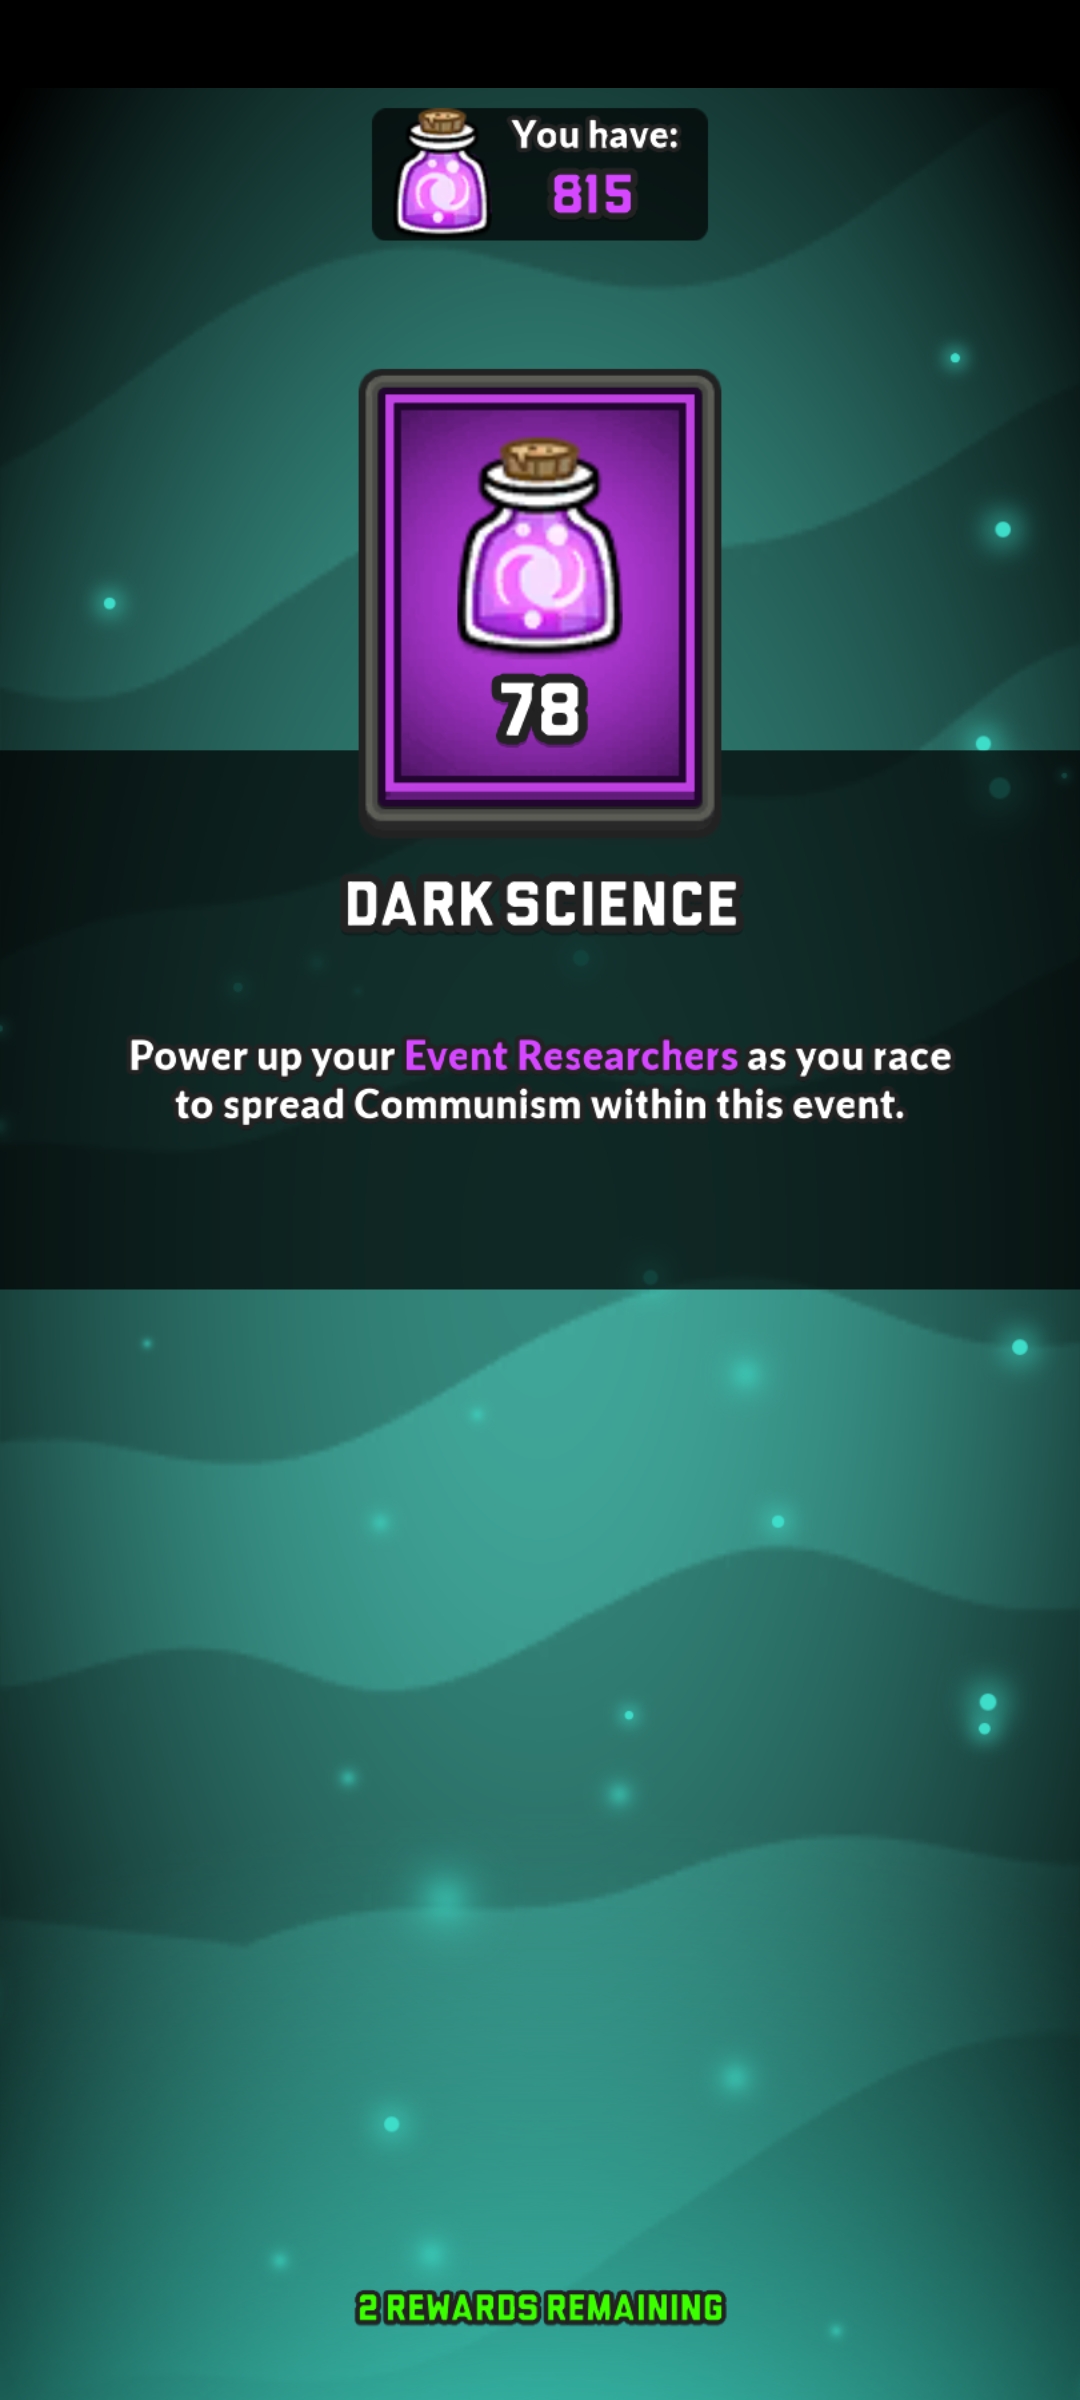 You have:
815
78
DARK SCIENCE
Power up your Event Researchers as you race
to spread Communism within this event.
2 REWARDS REMAINING